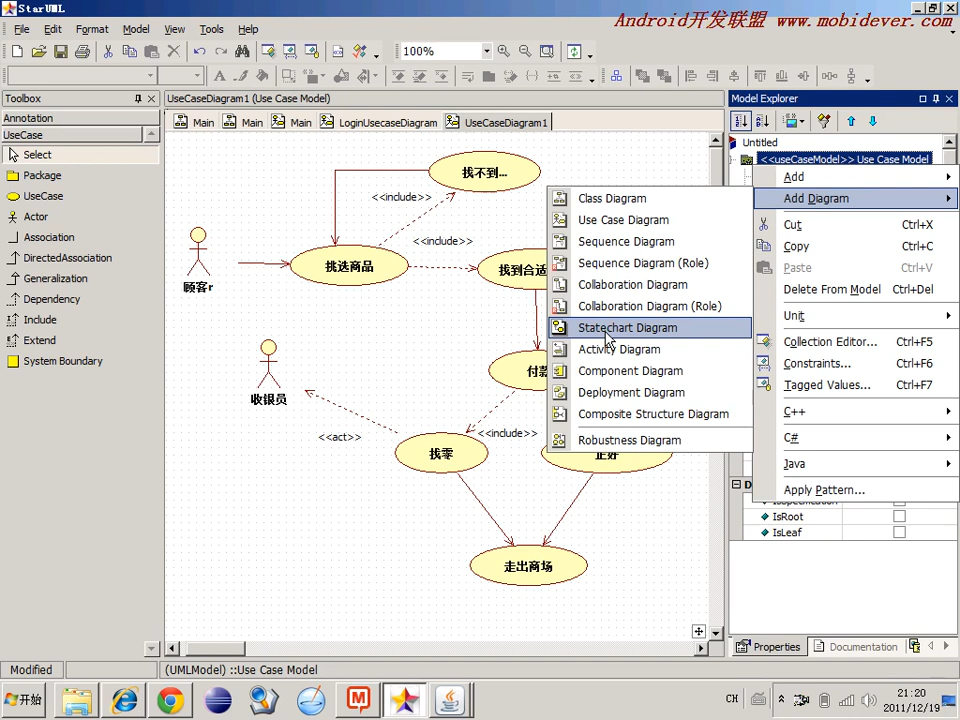 StarUML
Android开发联盟 www.mobidever.com
File Edit Format Model View Tools Help
100%
Toolbox
UseCaseDiagram1 (Use Case Diagram)
Model Explorer
Annotation
UseCase
Main Main Main LoginUsecaseDiagram UseCaseDiagram1
Untitled
<<useCaseModel>> Use Case Model
Select
Package
UseCase
Actor
Association
DirectedAssociation
Generalization
Dependency
Include
Extend
System Boundary
找不到...
<<include>>
<<include>>
顾客r
挑选商品
找到合适
付款
收银员
<<act>>
<<include>>
找零
正好
走出商场
Class Diagram
Use Case Diagram
Sequence Diagram
Sequence Diagram (Role)
Collaboration Diagram
Collaboration Diagram (Role)
Statechart Diagram
Activity Diagram
Component Diagram
Deployment Diagram
Composite Structure Diagram
Robustness Diagram
Add
Add Diagram
Cut Ctrl+X
Copy Ctrl+C
Paste Ctrl+V
Delete From Model Ctrl+Del
Unit
Collection Editor... Ctrl+F5
Constraints... Ctrl+F6
Tagged Values... Ctrl+F7
C++
C#
Java
Apply Pattern...
IsSpecification
IsRoot
IsLeaf
Properties Documentation
Modified
(UMLModel) ::Use Case Model
开始
CH
21:20
2011/12/19